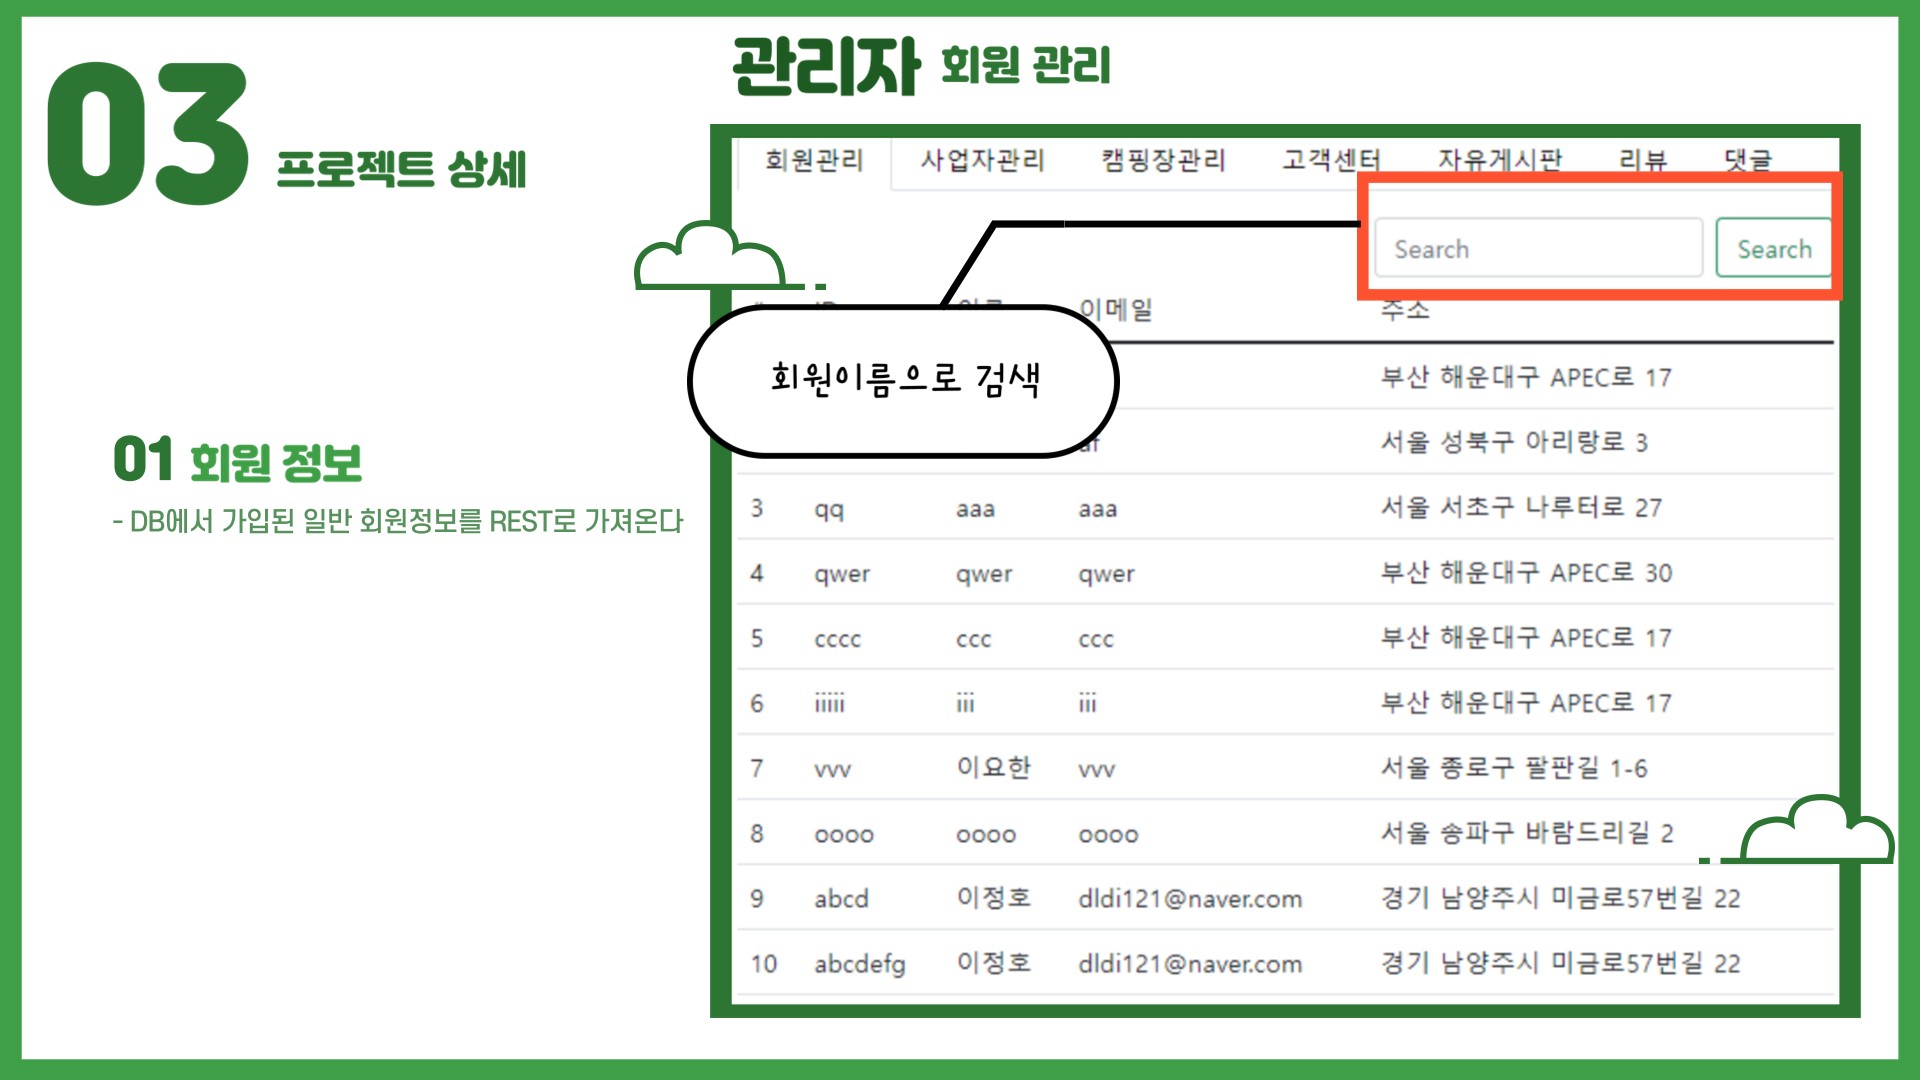 03 프로젝트 상세
관리자 회원 관리
01 회원 정보
- DB에서 가입된 일반 회원정보를 REST로 가져온다
회원관리 사업자관리 캠핑장관리 고객센터 자유게시판 리뷰 댓글
Search Search
이메일 주소
회원이름으로 검색
부산 해운대구 APEC로 17
서울 성북구 아리랑로 3
3 qq aaa aaa 서울 서초구 나루터로 27
4 qwer qwer qwer 부산 해운대구 APEC로 30
5 cccc ccc ccc 부산 해운대구 APEC로 17
6 iiiii iii iii 부산 해운대구 APEC로 17
7 vvv 이요한 vvv 서울 종로구 팔판길 1-6
8 oooo oooo oooo 서울 송파구 바람드리길 2
9 abcd 이정호 dldi121@naver.com 경기 남양주시 미금로57번길 22
10 abcdefg 이정호 dldi121@naver.com 경기 남양주시 미금로57번길 22